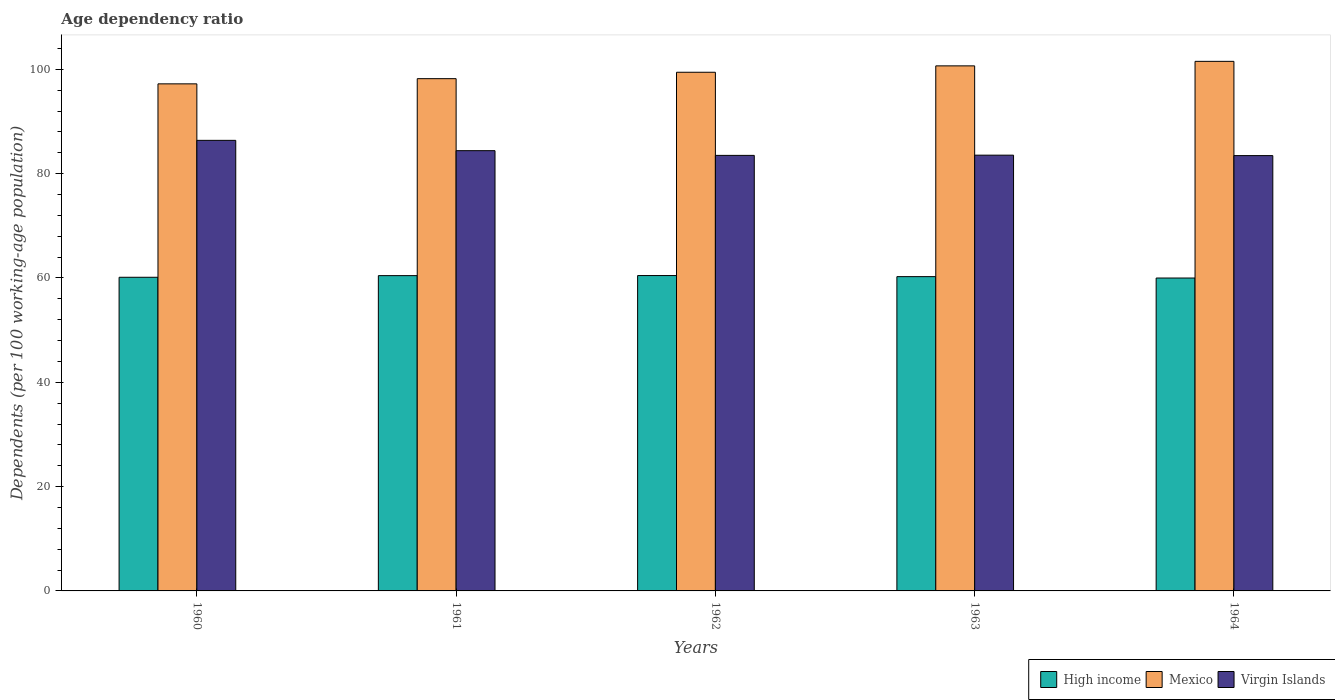 Age dependency ratio
Dependents (per 100 working-age population)
100
80
60
40
20
0
1960
1961
1962
1963
1964
Years
High income
Mexico
Virgin Islands